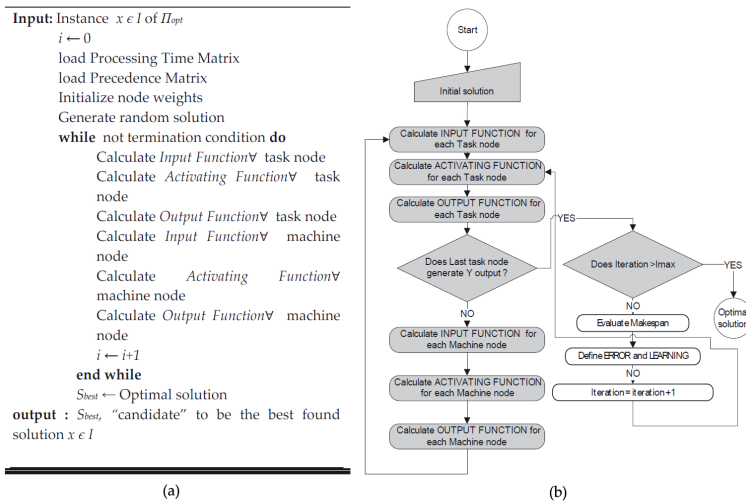 Input: Instance x ϵ I of Πopt
i ← 0
load Processing Time Matrix
load Precedence Matrix
Initialize node weights
Generate random solution
while not termination condition do
Calculate Input Function∀ task node
Calculate Activating Function∀ task
node
Calculate Output Function∀ task node
Calculate Input Function∀ machine
node
Calculate Activating Function∀
machine node
Calculate Output Function∀ machine
node
i ← i+1
end while
Sbest ← Optimal solution
output : Sbest, “candidate” to be the best found
solution x ϵ I
(a)
Start
Initial solution
Calculate INPUT FUNCTION for
each Task node
Calculate ACTIVATING FUNCTION
for each Task node
Calculate OUTPUT FUNCTION for
each Task node
Does Last task node
generate Y output ?
YES
NO
Calculate INPUT FUNCTION for
each Machine node
Calculate ACTIVATING FUNCTION
for each Machine node
Calculate OUTPUT FUNCTION for
each Machine node
Does Iteration >Imax
YES
Optima
solution
NO
Evaluate Makespan
Define ERROR and LEARNING
NO
Iteration = iteration +1
(b)